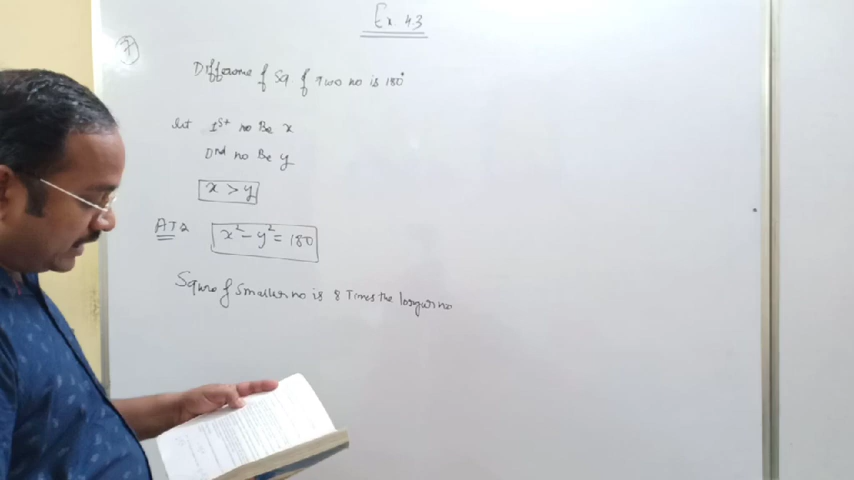 Ex. 43
7
Difference of Sq of Two no is 180
let 1st no Be x
IInd no Be y
x > y
ATQ
x² - y² = 180
Square of Smaller no is 8 Times the larger no